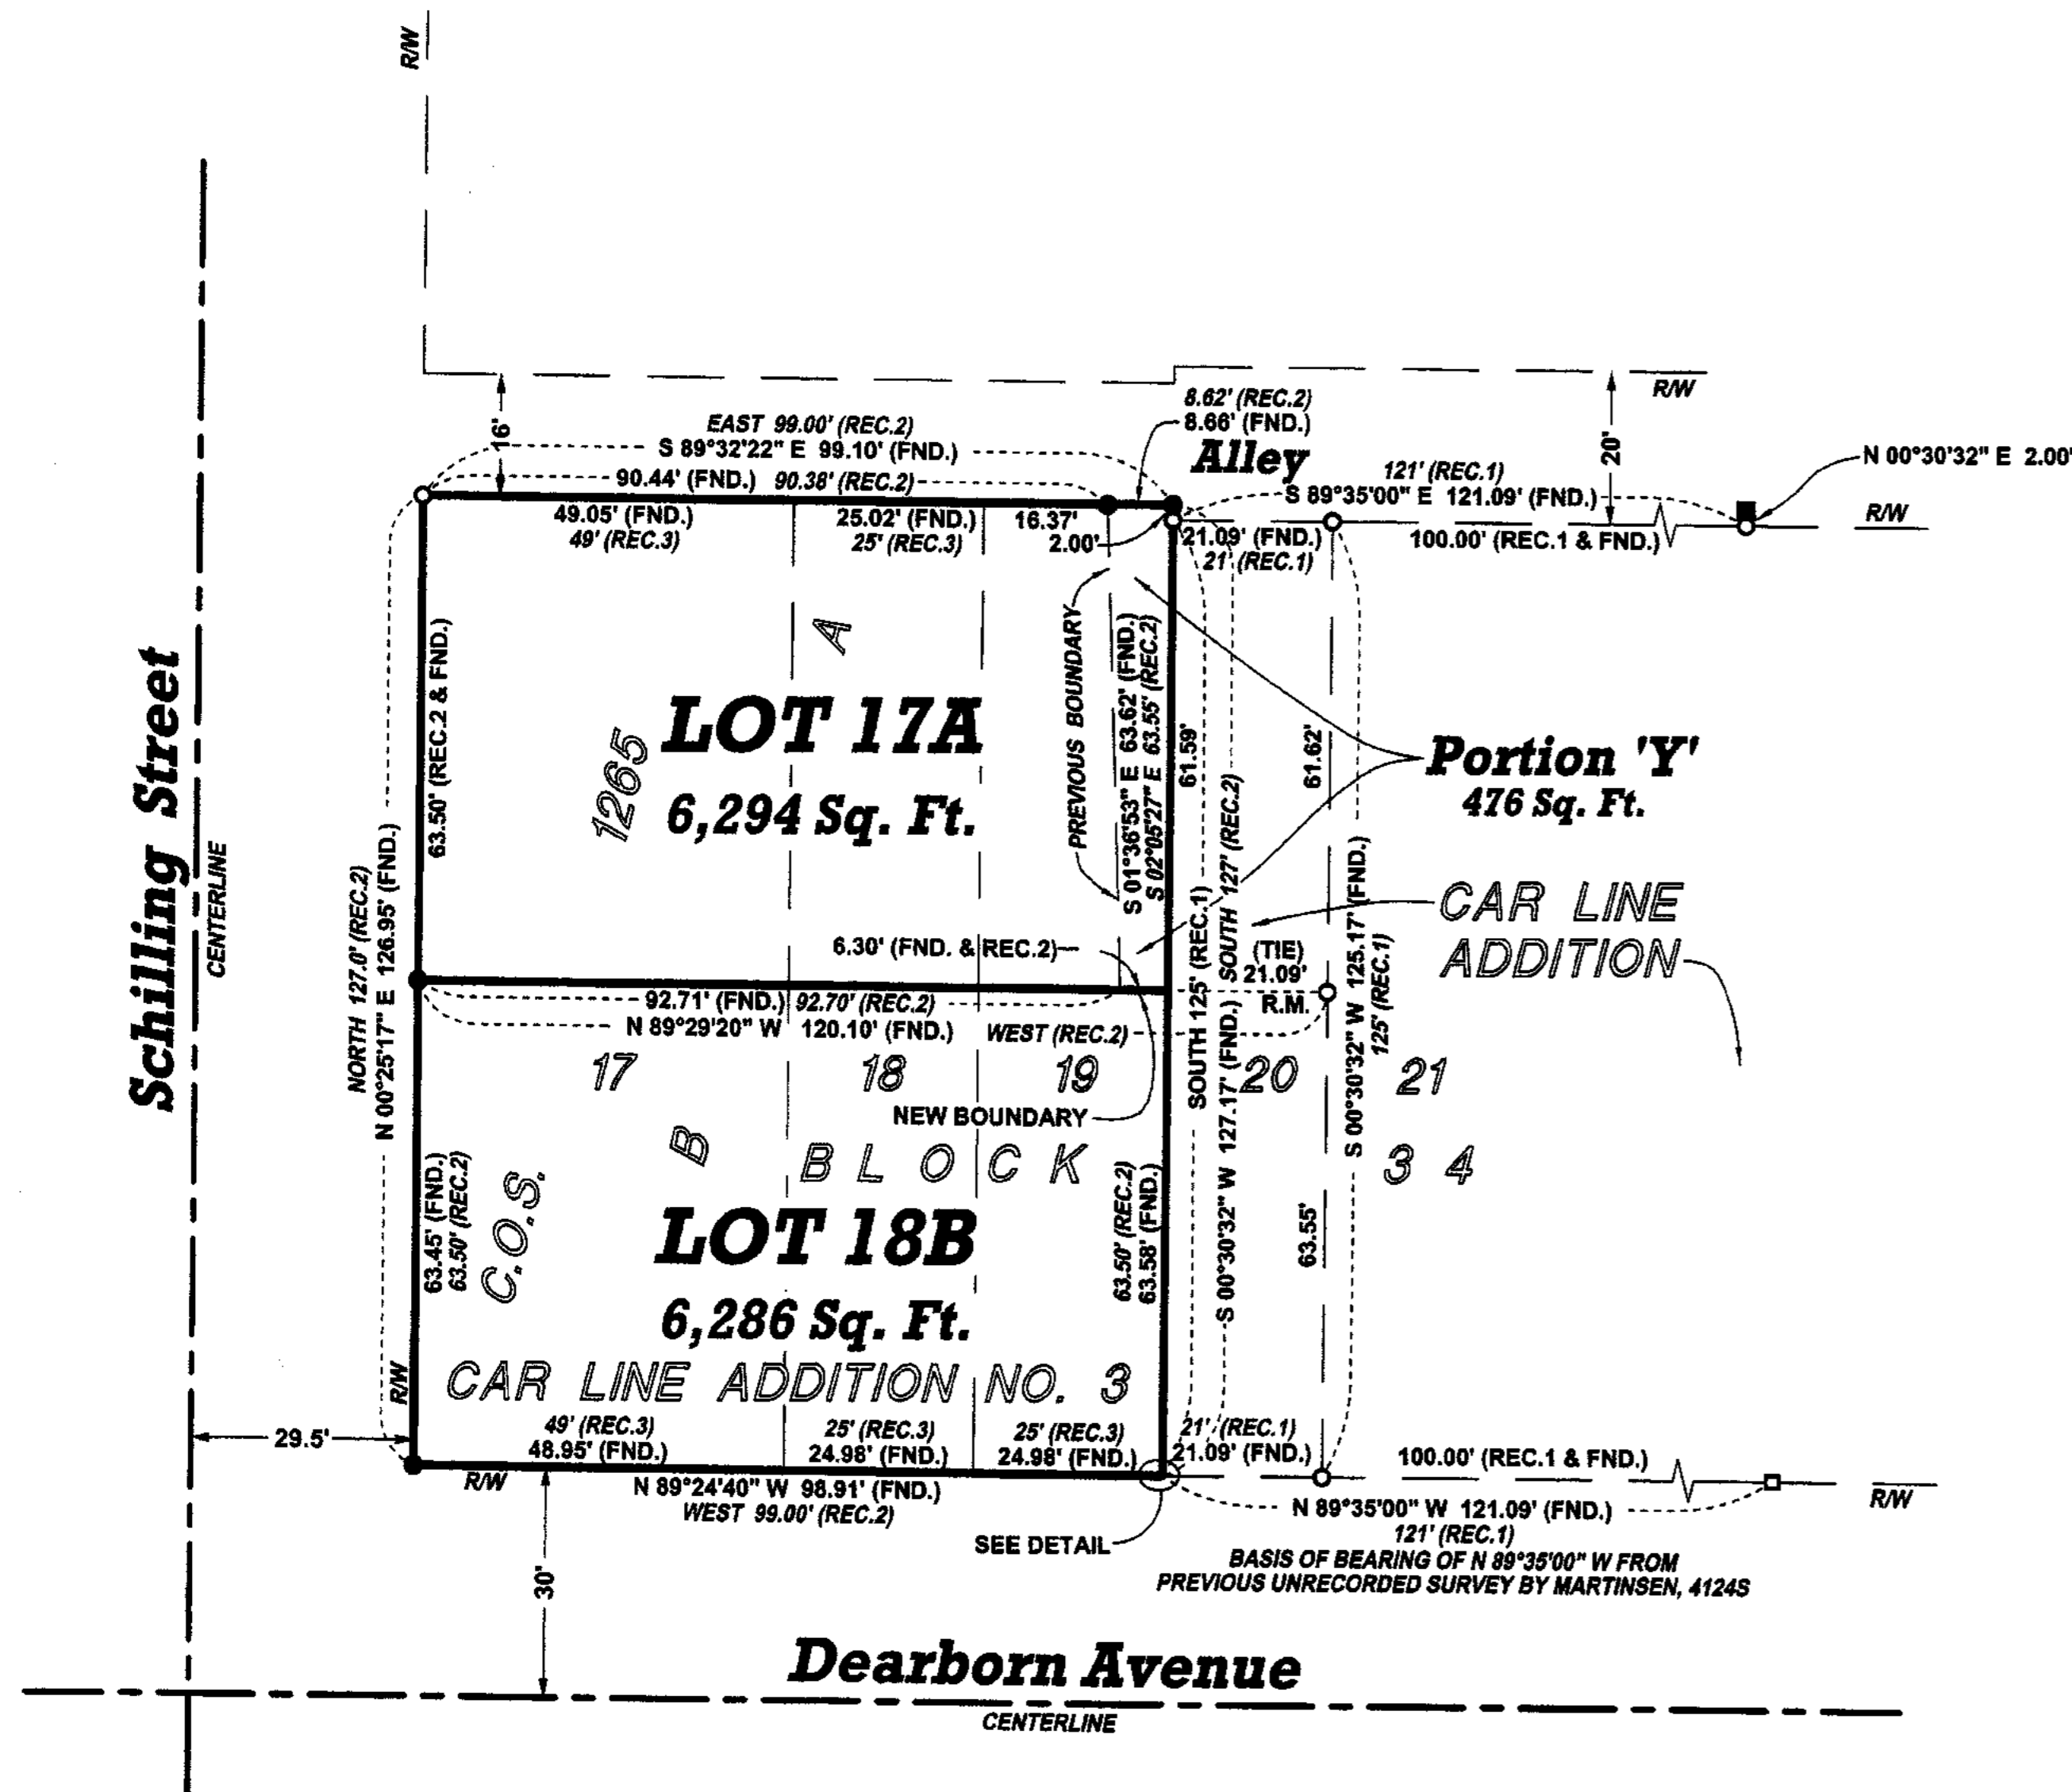 R/W
R/W
8.62' (REC.2)
8.66' (FND.)
Alley
EAST 99.00' (REC.2)
S 89°32'22" E 99.10' (FND.)
16'
20'
N 00°30'32" E 2.00'
90.44' (FND.) 90.38' (REC.2)
121' (REC.1)
S 89°35'00" E 121.09' (FND.)
R/W
49.05' (FND.)
49' (REC.3)
25.02' (FND.)
25' (REC.3)
16.37'
2.00'
21.09' (FND.)
21' (REC.1)
100.00' (REC.1 & FND.)
Schilling Street
CENTERLINE
NORTH 127.0' (REC.2)
N 00°25'17" E 126.95' (FND.)
63.50' (REC.2 & FND.)
A
1265
LOT 17A
6,294 Sq. Ft.
PREVIOUS BOUNDARY
S 01°36'53" E 63.62' (FND.)
S 02°05'27" E 63.55' (REC.2)
61.59'
61.62'
Portion 'Y'
476 Sq. Ft.
SOUTH 125' (REC.1)
SOUTH 127' (REC.2)
S 00°30'32" W 127.17' (FND.)
S 00°30'32" W 125.17' (FND.)
125' (REC.1)
CAR LINE
ADDITION
6.30' (FND. & REC.2)
(TIE)
21.09'
R.M.
92.71' (FND.) 92.70' (REC.2)
N 89°29'20" W 120.10' (FND.)
WEST (REC.2)
17
18
19
20
21
NEW BOUNDARY
B
BLOCK
34
C.O.S.
63.45' (FND.)
63.50' (REC.2)
LOT 18B
6,286 Sq. Ft.
63.50' (REC.2)
63.58' (FND.)
63.55'
CAR LINE ADDITION NO. 3
R/W
29.5'
49' (REC.3)
48.95' (FND.)
25' (REC.3)
24.98' (FND.)
25' (REC.3)
24.98' (FND.)
21' (REC.1)
21.09' (FND.)
100.00' (REC.1 & FND.)
R/W
N 89°24'40" W 98.91' (FND.)
WEST 99.00' (REC.2)
R/W
N 89°35'00" W 121.09' (FND.)
121' (REC.1)
SEE DETAIL
BASIS OF BEARING OF N 89°35'00" W FROM
PREVIOUS UNRECORDED SURVEY BY MARTINSEN, 4124S
30'
Dearborn Avenue
CENTERLINE